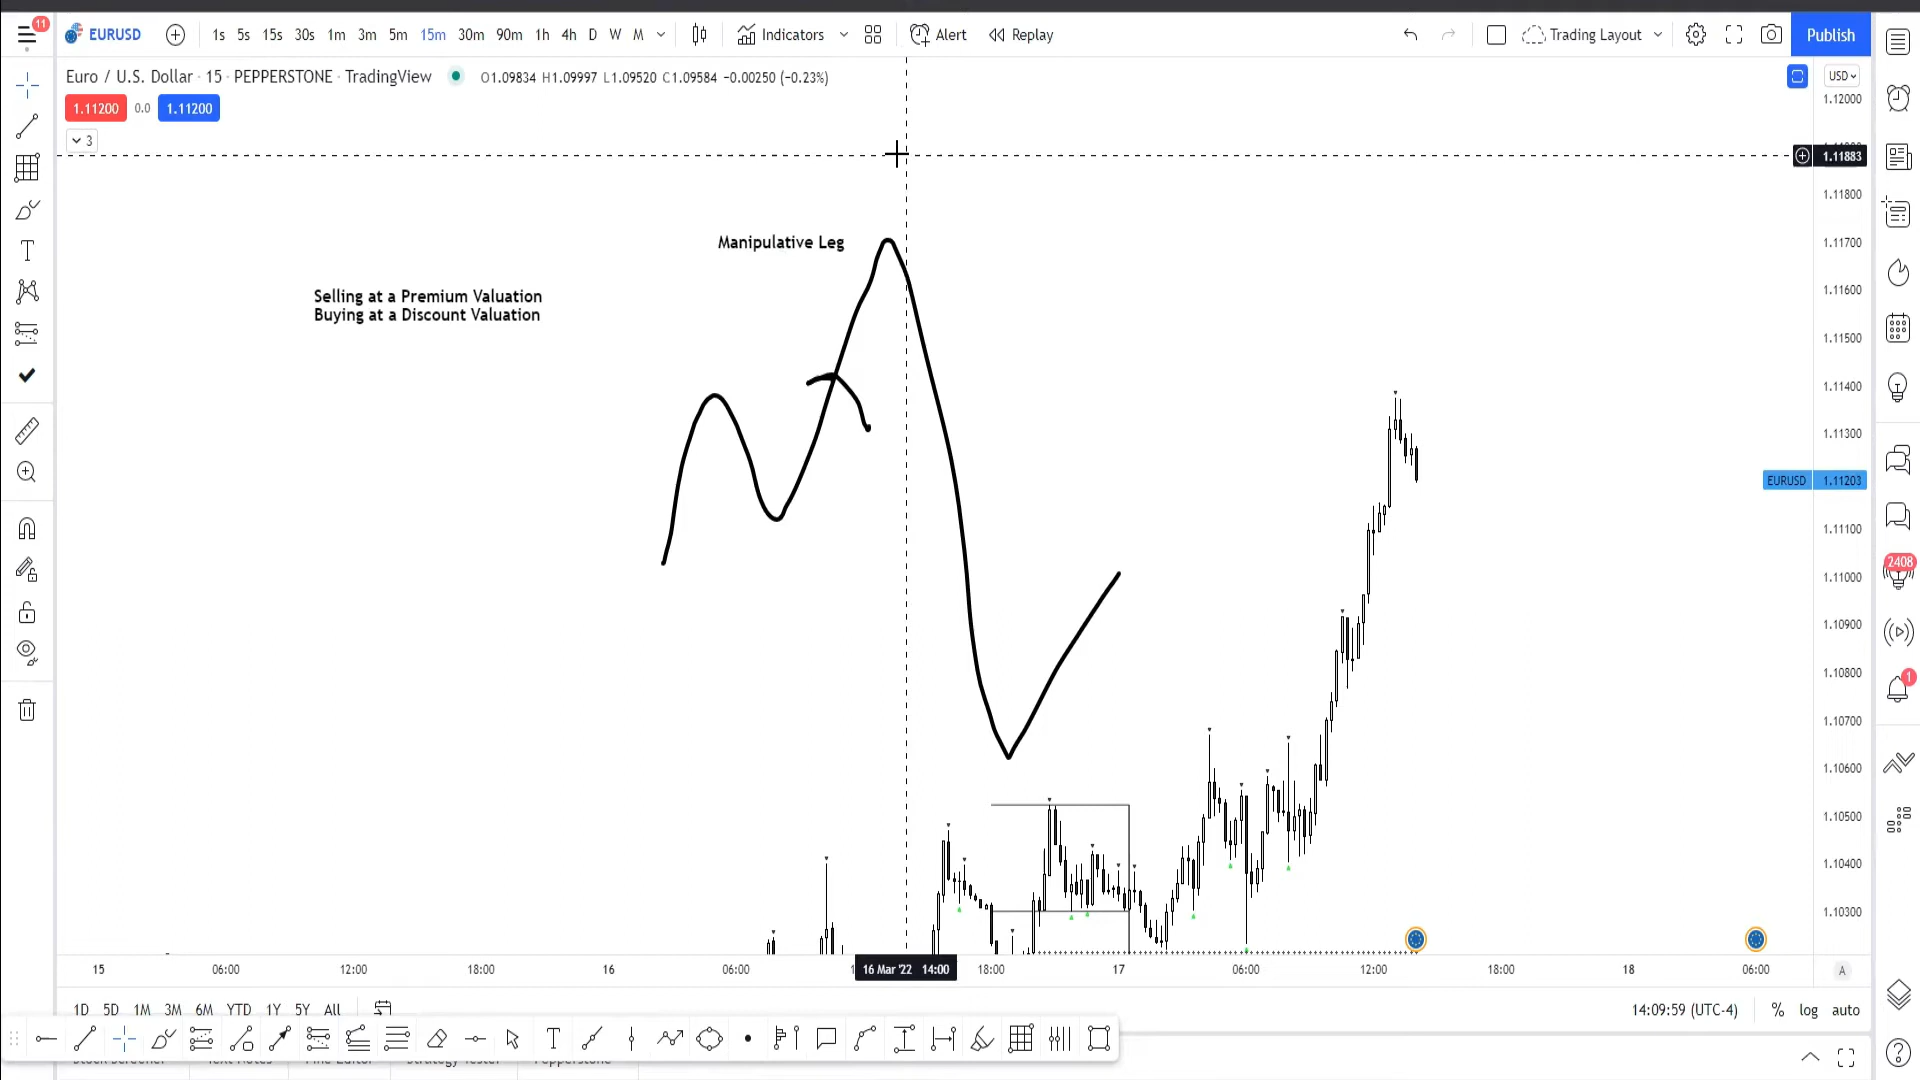 11
EURUSD
1s 5s 15s 30s 1m 3m 5m 15m 30m 90m 1h 4h D W M
Indicators
Alert
Replay
Trading Layout
Publish
Euro / U.S. Dollar · 15 · PEPPERSTONE · TradingView
O1.09834 H1.09997 L1.09520 C1.09584 −0.00250 (−0.23%)
USD
1.12000
1.11200 0.0 1.11200
3
1.11883
1.11800
Manipulative Leg
1.11700
Selling at a Premium Valuation
Buying at a Discount Valuation
1.11600
1.11500
1.11400
1.11300
EURUSD 1.11203
1.11100
1.11000
2408
1.10900
1.10800
1
1.10700
1.10600
1.10500
1.10400
1.10300
15 06:00 12:00 18:00 16 06:00 16 Mar '22 14:00 18:00 17 06:00 12:00 18:00 18 06:00
A
1D 5D 1M 3M 6M YTD 1Y 5Y All
14:09:59 (UTC-4)
% log auto